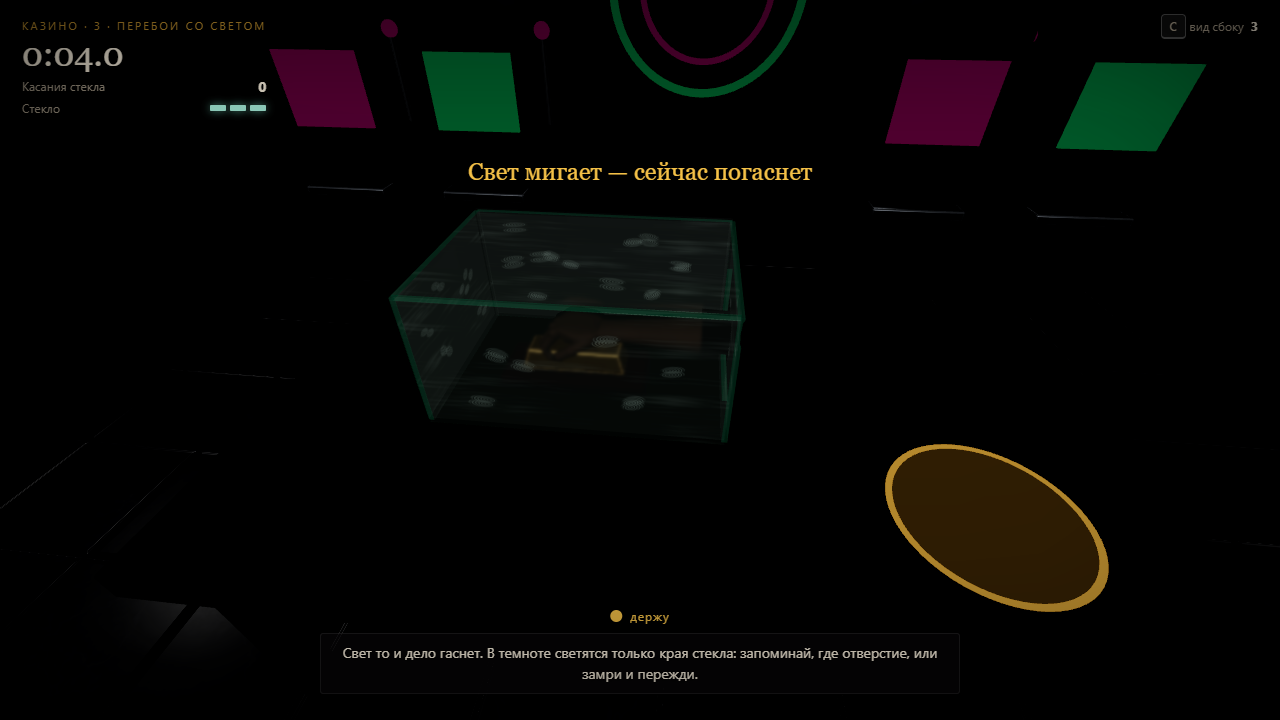 КАЗИНО · 3 · ПЕРЕБОИ СО СВЕТОМ
0:04.0
Касания стекла 0
Стекло
C вид сбоку 3
Свет мигает — сейчас погаснет
держу
Свет то и дело гаснет. В темноте светятся только края стекла: запоминай, где отверстие, или
замри и пережди.